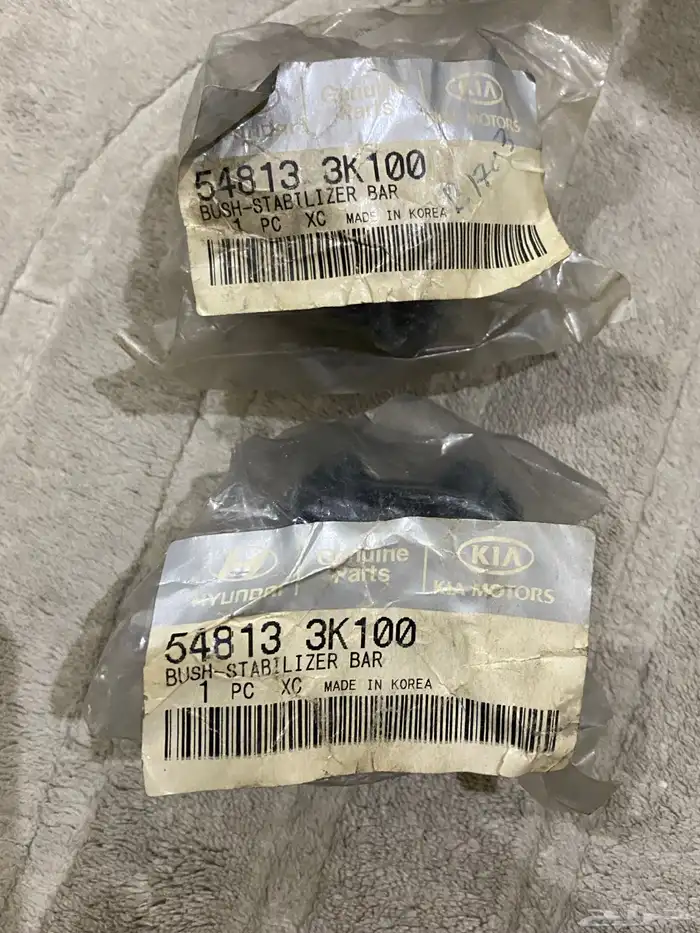 Genuine
Parts
KIA
MOTORS
54813 3K100
BUSH-STABILIZER BAR
1 PC XC MADE IN KOREA
HYUNDAI
Genuine
Parts
KIA
KIA MOTORS
54813 3K100
BUSH-STABILIZER BAR
1 PC XC MADE IN KOREA